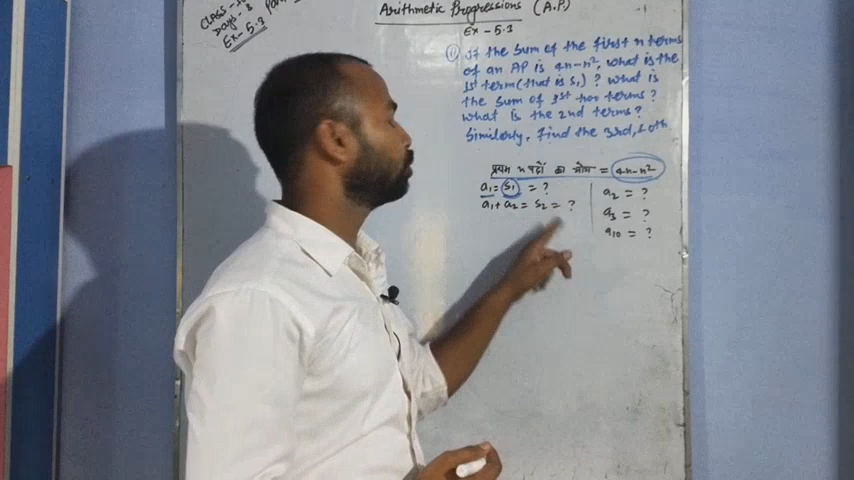 Arithmetic Progressions (A.P)
CLASS-
Days-
Ex-5.3
Ex-5.3
(11) If the sum of the first n terms
of an AP is 4n-n², what is the
1st term (that is S₁)? what is
the sum of first two terms?
what is the 2nd term?
Similarly, find the 3rd, 10th
प्रथम n पदों का योग = 4n-n²
a₁ = S₁ = ?
a₁ + a₂ = S₂ = ?
a₂ = ?
a₃ = ?
a₁₀ = ?